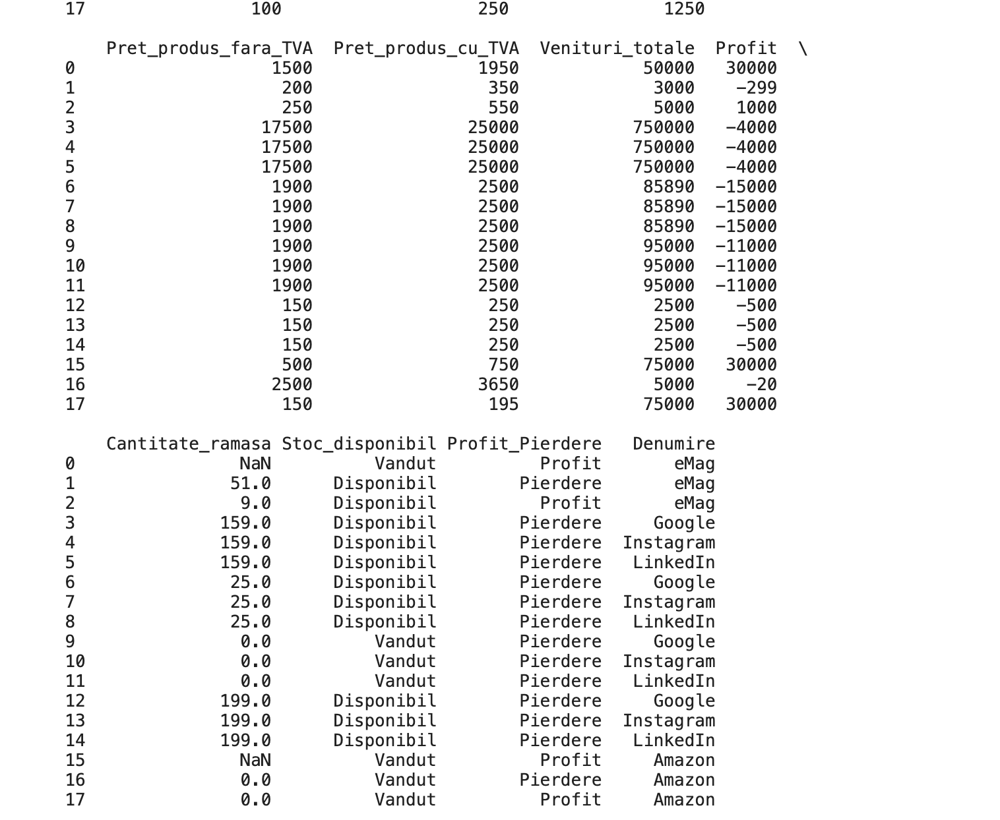 17 100 250 1250
Pret_produs_fara_TVA Pret_produs_cu_TVA Venituri_totale Profit \
0 1500 1950 50000 30000
1 200 350 3000 -299
2 250 550 5000 1000
3 17500 25000 750000 -4000
4 17500 25000 750000 -4000
5 17500 25000 750000 -4000
6 1900 2500 85890 -15000
7 1900 2500 85890 -15000
8 1900 2500 85890 -15000
9 1900 2500 95000 -11000
10 1900 2500 95000 -11000
11 1900 2500 95000 -11000
12 150 250 2500 -500
13 150 250 2500 -500
14 150 250 2500 -500
15 500 750 75000 30000
16 2500 3650 5000 -20
17 150 195 75000 30000
Cantitate_ramasa Stoc_disponibil Profit_Pierdere Denumire
0 NaN Vandut Profit eMag
1 51.0 Disponibil Pierdere eMag
2 9.0 Disponibil Profit eMag
3 159.0 Disponibil Pierdere Google
4 159.0 Disponibil Pierdere Instagram
5 159.0 Disponibil Pierdere LinkedIn
6 25.0 Disponibil Pierdere Google
7 25.0 Disponibil Pierdere Instagram
8 25.0 Disponibil Pierdere LinkedIn
9 0.0 Vandut Pierdere Google
10 0.0 Vandut Pierdere Instagram
11 0.0 Vandut Pierdere LinkedIn
12 199.0 Disponibil Pierdere Google
13 199.0 Disponibil Pierdere Instagram
14 199.0 Disponibil Pierdere LinkedIn
15 NaN Vandut Profit Amazon
16 0.0 Vandut Pierdere Amazon
17 0.0 Vandut Profit Amazon